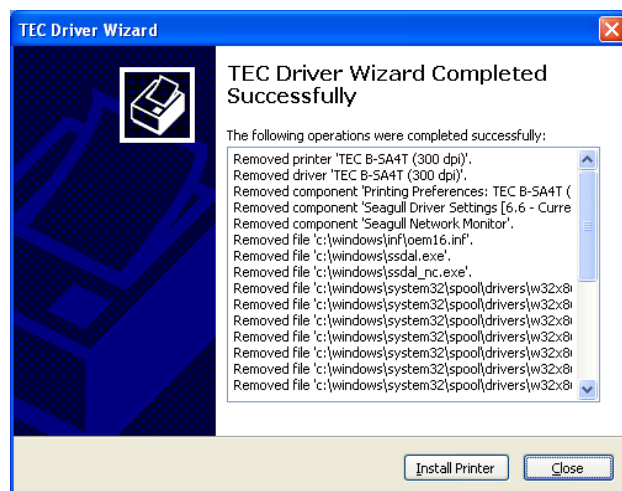 TEC Driver Wizard
TEC Driver Wizard Completed
Successfully
The following operations were completed successfully:
Removed printer 'TEC B-SA4T (300 dpi)'.
Removed driver 'TEC B-SA4T (300 dpi)'.
Removed component 'Printing Preferences: TEC B-SA4T (
Removed component 'Seagull Driver Settings [6.6 - Curre
Removed component 'Seagull Network Monitor'.
Removed file 'c:\windows\inf\oem16.inf'.
Removed file 'c:\windows\ssdal.exe'.
Removed file 'c:\windows\ssdal_nc.exe'.
Removed file 'c:\windows\system32\spool\drivers\w32x8
Removed file 'c:\windows\system32\spool\drivers\w32x8
Removed file 'c:\windows\system32\spool\drivers\w32x8
Removed file 'c:\windows\system32\spool\drivers\w32x8
Removed file 'c:\windows\system32\spool\drivers\w32x8
Removed file 'c:\windows\system32\spool\drivers\w32x8
Removed file 'c:\windows\system32\spool\drivers\w32x8
Install Printer
Close